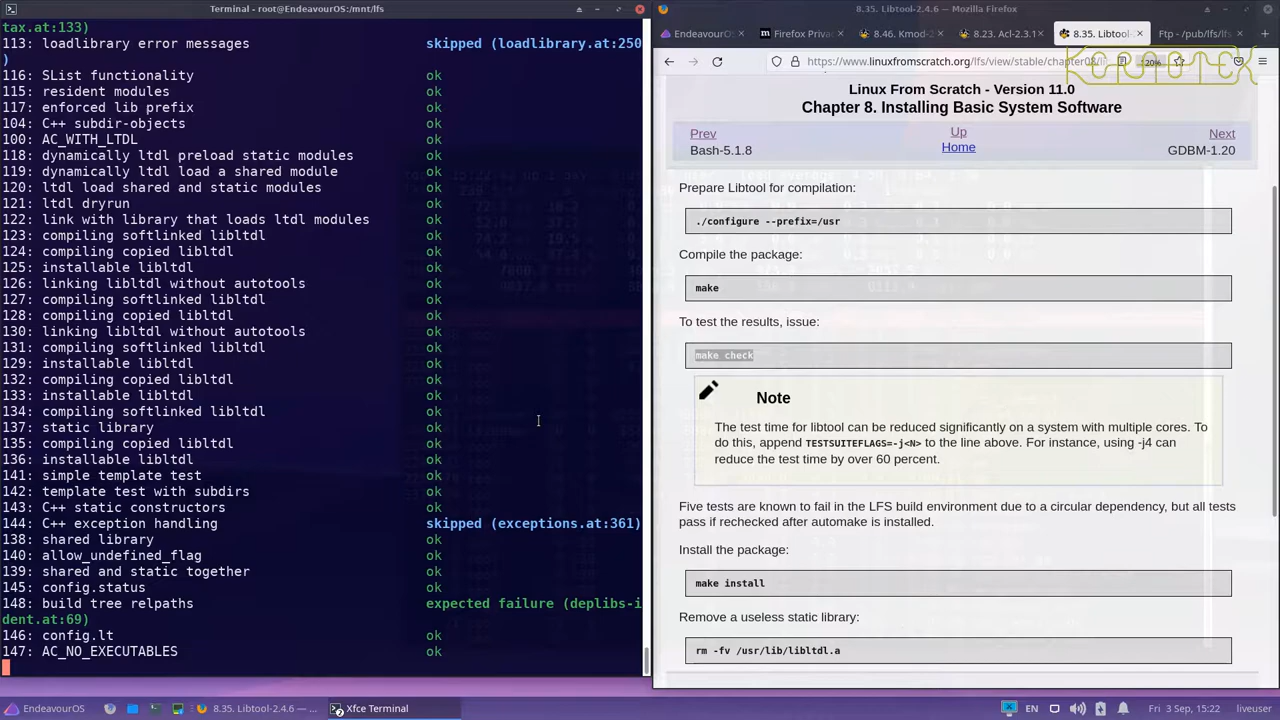 Terminal - root@EndeavourOS:/mnt/lfs
tax.at:133)
113: loadlibrary error messages skipped (loadlibrary.at:250
)
116: SList functionality ok
115: resident modules ok
117: enforced lib prefix ok
104: C++ subdir-objects ok
100: AC_WITH_LTDL ok
118: dynamically ltdl preload static modules ok
119: dynamically ltdl load a shared module ok
120: ltdl load shared and static modules ok
121: ltdl dryrun ok
122: link with library that loads ltdl modules ok
123: compiling softlinked libltdl ok
124: compiling copied libltdl ok
125: installable libltdl ok
126: linking libltdl without autotools ok
127: compiling softlinked libltdl ok
128: compiling copied libltdl ok
130: linking libltdl without autotools ok
131: compiling softlinked libltdl ok
129: installable libltdl ok
132: compiling copied libltdl ok
133: installable libltdl ok
134: compiling softlinked libltdl ok
137: static library ok
135: compiling copied libltdl ok
136: installable libltdl ok
141: simple template test ok
142: template test with subdirs ok
143: C++ static constructors ok
144: C++ exception handling skipped (exceptions.at:361)
138: shared library ok
140: allow_undefined_flag ok
139: shared and static together ok
145: config.status ok
148: build tree relpaths expected failure (deplibs-i
dent.at:69)
146: config.lt ok
147: AC_NO_EXECUTABLES ok
8.35. Libtool-2.4.6 — Mozilla Firefox
EndeavourOS
Firefox Priva
8.46. Kmod-2
8.23. Acl-2.3.1
8.35. Libtool-
Ftp - /pub/lfs/lfs
https://www.linuxfromscratch.org/lfs/view/stable/chapter08/l
120%
Linux From Scratch - Version 11.0
Chapter 8. Installing Basic System Software
Prev Up Next
Bash-5.1.8 Home GDBM-1.20
Prepare Libtool for compilation:
./configure --prefix=/usr
Compile the package:
make
To test the results, issue:
make check
Note
The test time for libtool can be reduced significantly on a system with multiple cores. To
do this, append TESTSUITEFLAGS=-j<N> to the line above. For instance, using -j4 can
reduce the test time by over 60 percent.
Five tests are known to fail in the LFS build environment due to a circular dependency, but all tests
pass if rechecked after automake is installed.
Install the package:
make install
Remove a useless static library:
rm -fv /usr/lib/libltdl.a
EndeavourOS
8.35. Libtool-2.4.6 — ...
2
Xfce Terminal
EN
Fri 3 Sep, 15:22
liveuser